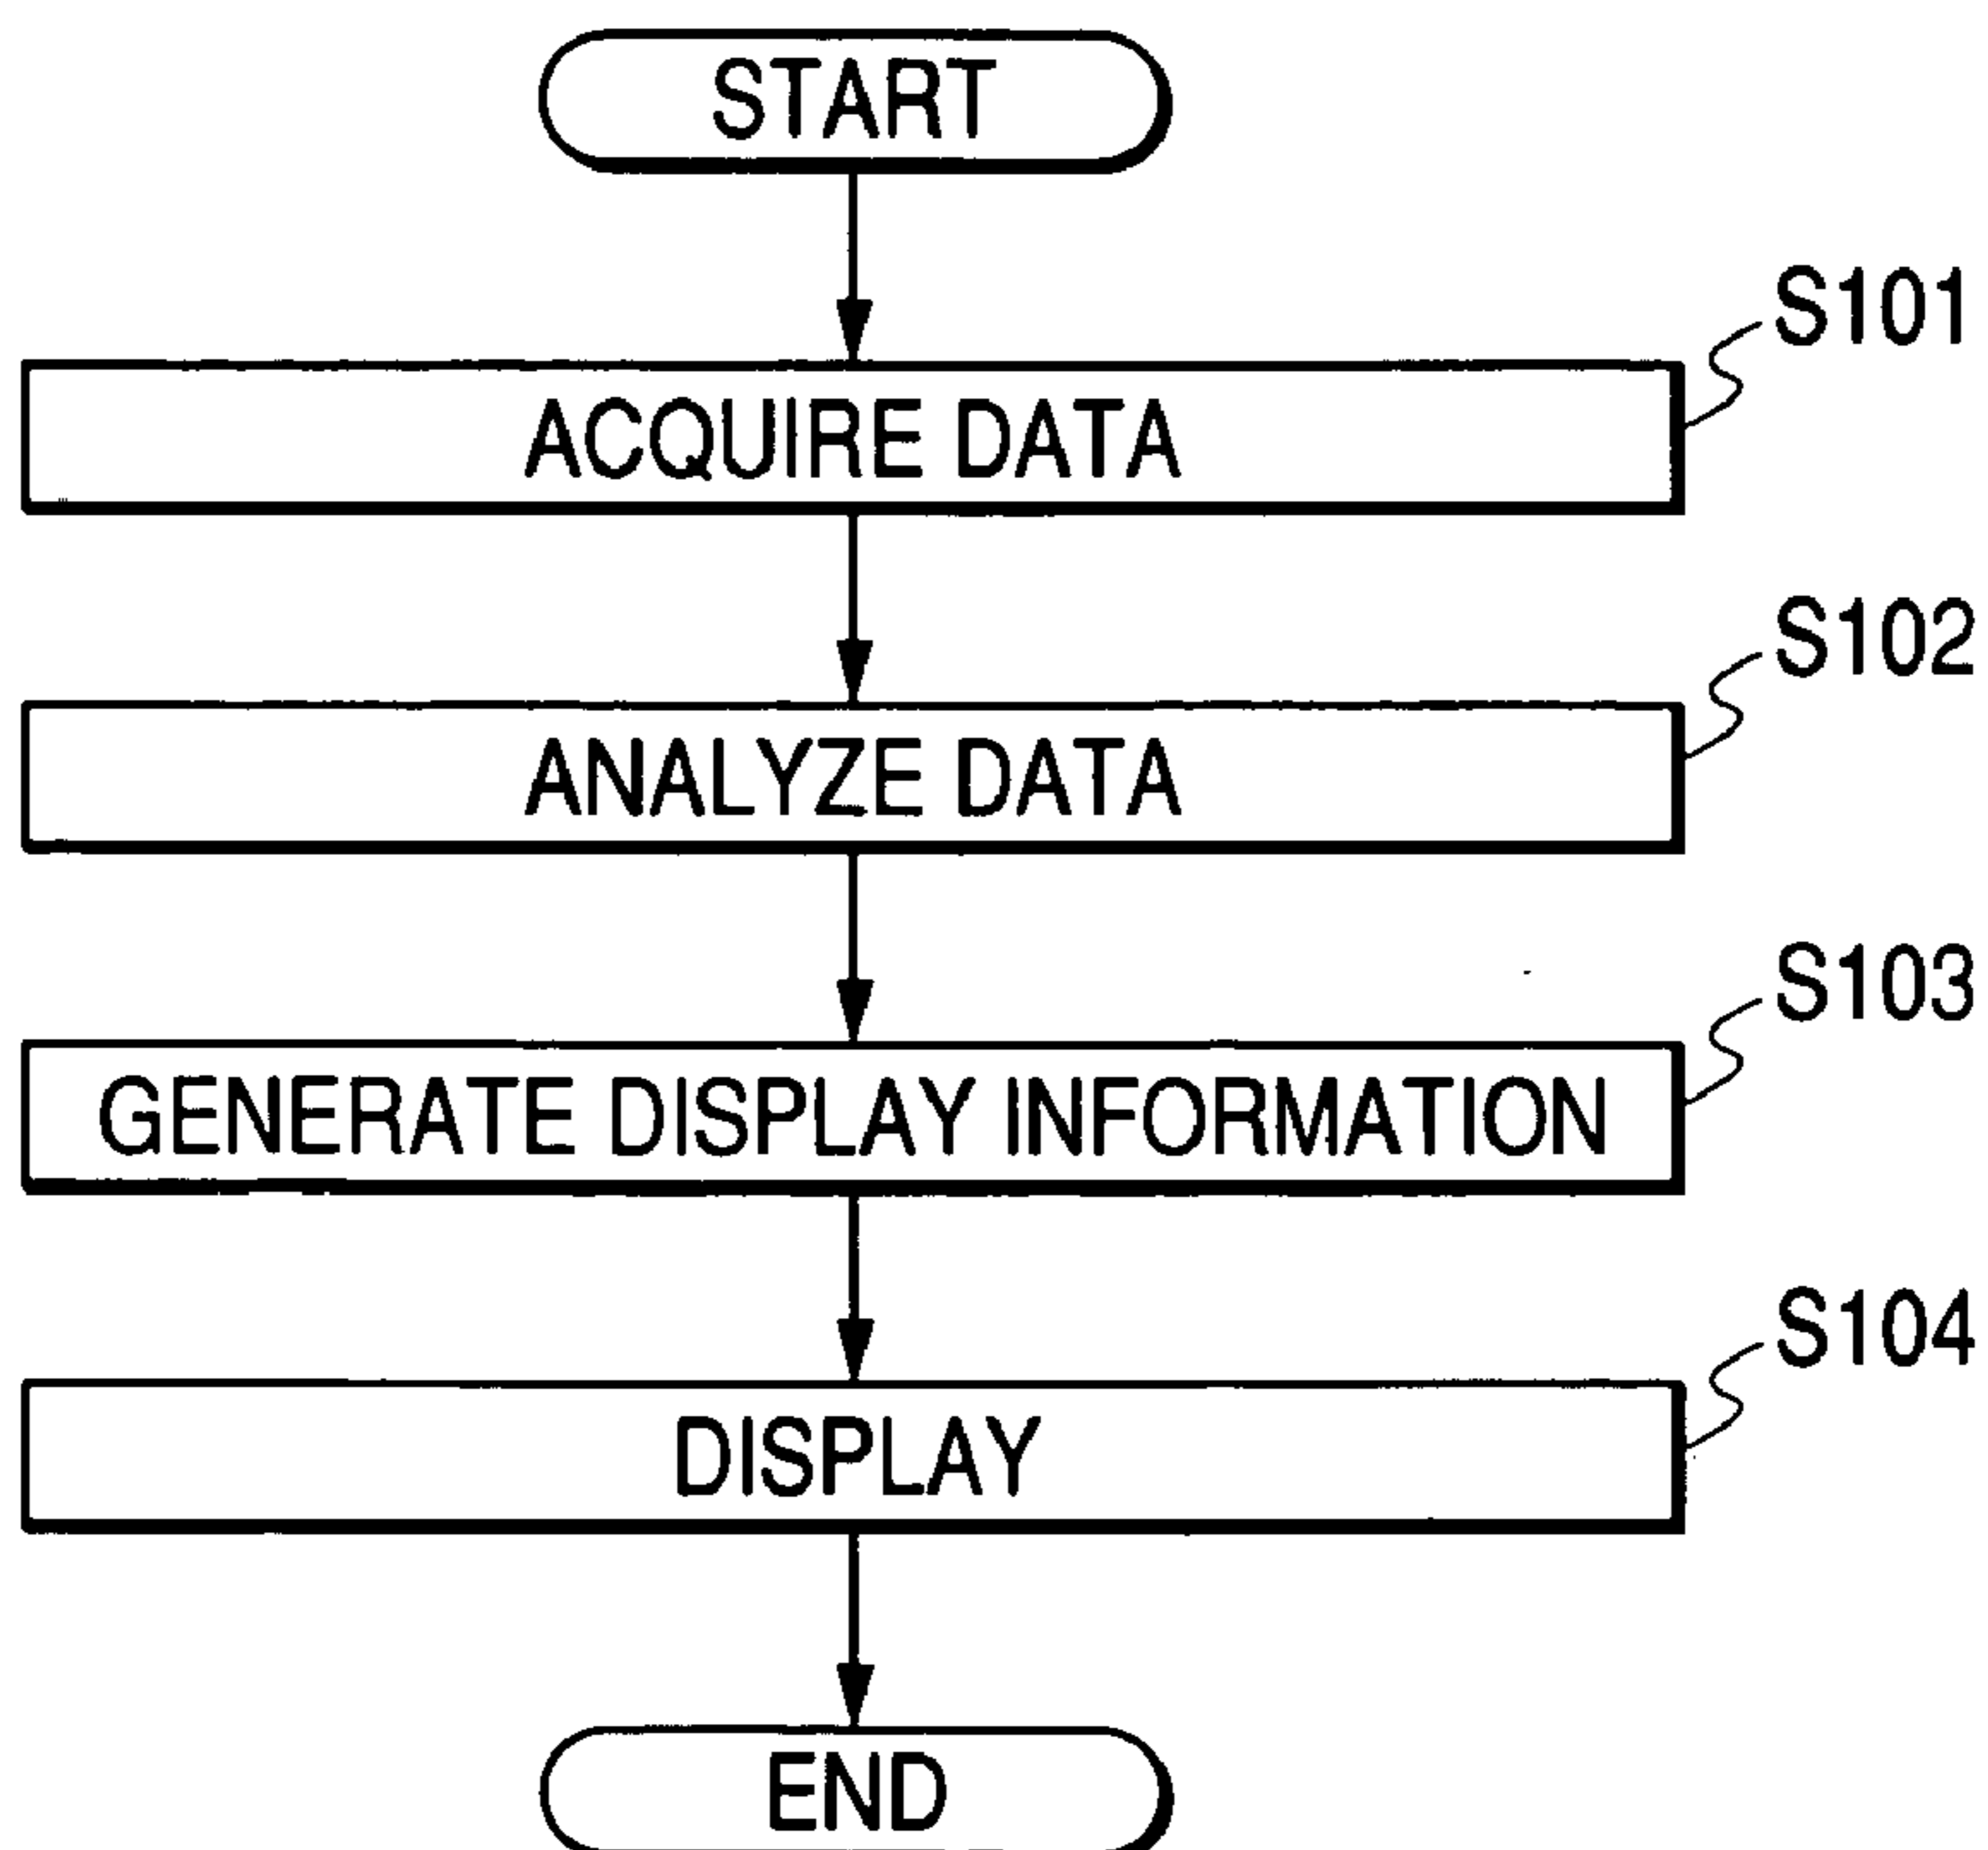 START
S101
ACQUIRE DATA
S102
ANALYZE DATA
S103
GENERATE DISPLAY INFORMATION
S104
DISPLAY
END